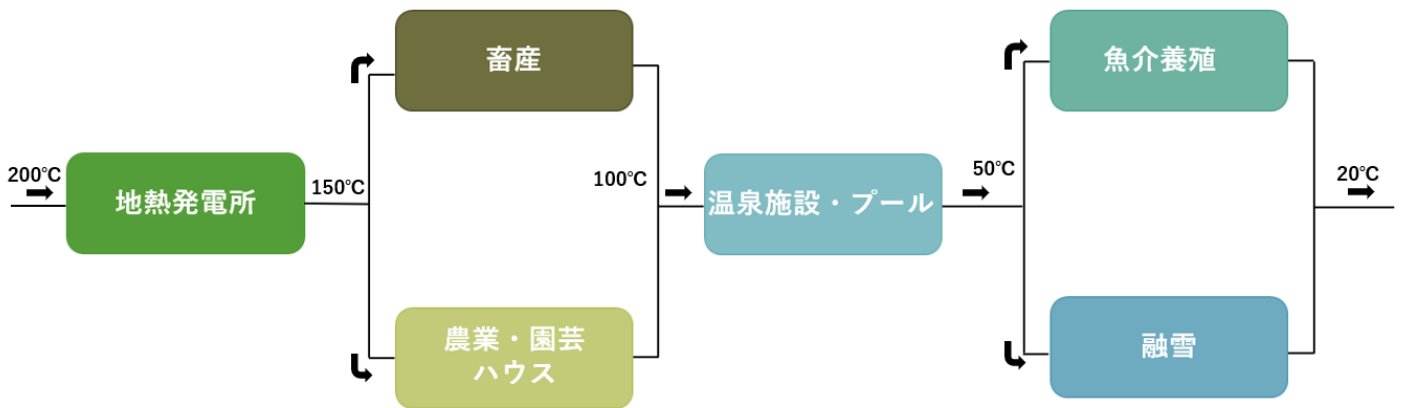 200℃
地熱発電所
150℃
畜産
農業・園芸
ハウス
100℃
温泉施設・プール
50℃
魚介養殖
融雪
20℃